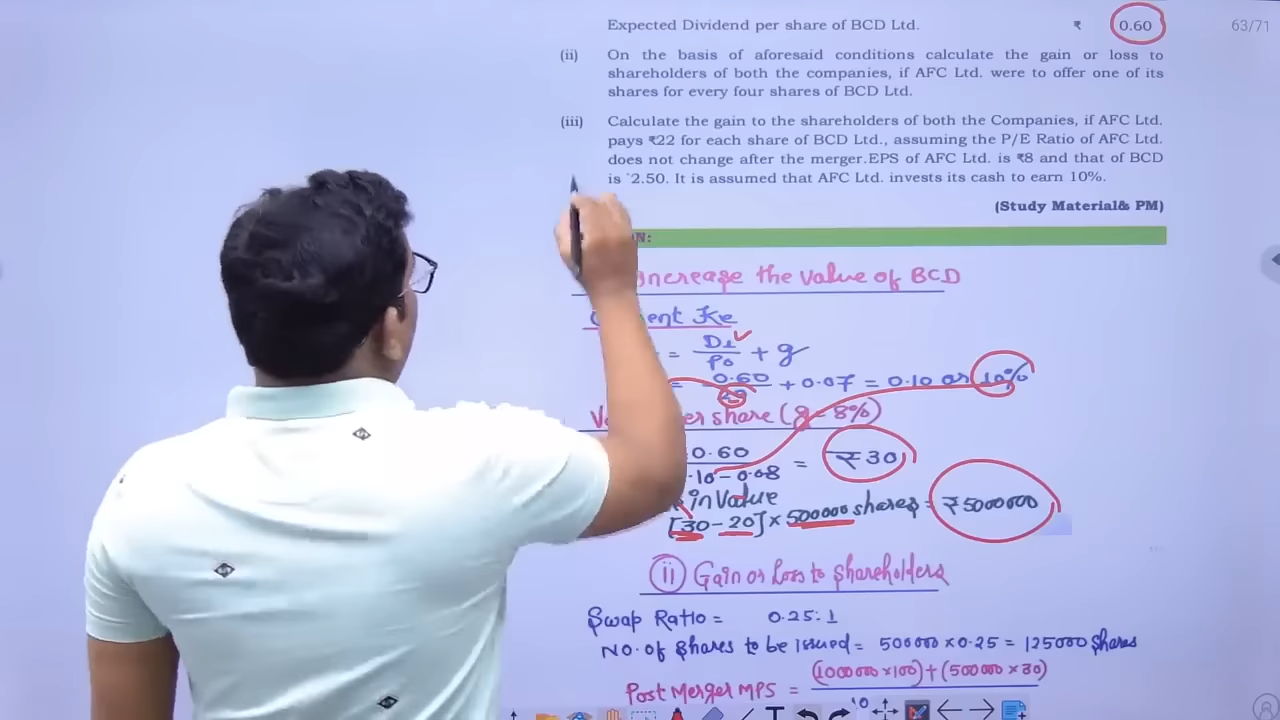 Expected Dividend per share of BCD Ltd. ₹ 0.60 63/71
(ii) On the basis of aforesaid conditions calculate the gain or loss to
shareholders of both the companies, if AFC Ltd. were to offer one of its
shares for every four shares of BCD Ltd.
(iii) Calculate the gain to the shareholders of both the Companies, if AFC Ltd.
pays ₹22 for each share of BCD Ltd., assuming the P/E Ratio of AFC Ltd.
does not change after the merger.EPS of AFC Ltd. is ₹8 and that of BCD
is `2.50. It is assumed that AFC Ltd. invests its cash to earn 10%.
(Study Material& PM)
N:
increase the value of BCD
Ke
= D1/P0 + g
= 0.60/20 + 0.07 = 0.10 or 10%
er share (g = 8%)
0.60/.10 - 0.08 = ₹30
in Value
[30-20] × 500000 shares = ₹5000000
(ii) Gain or Loss to Shareholders
Swap Ratio = 0.25:1
No. of Shares to be issued = 500000 × 0.25 = 125000 Shares
(1000000 × 100) + (500000 × 30)
Post Merger MPS =